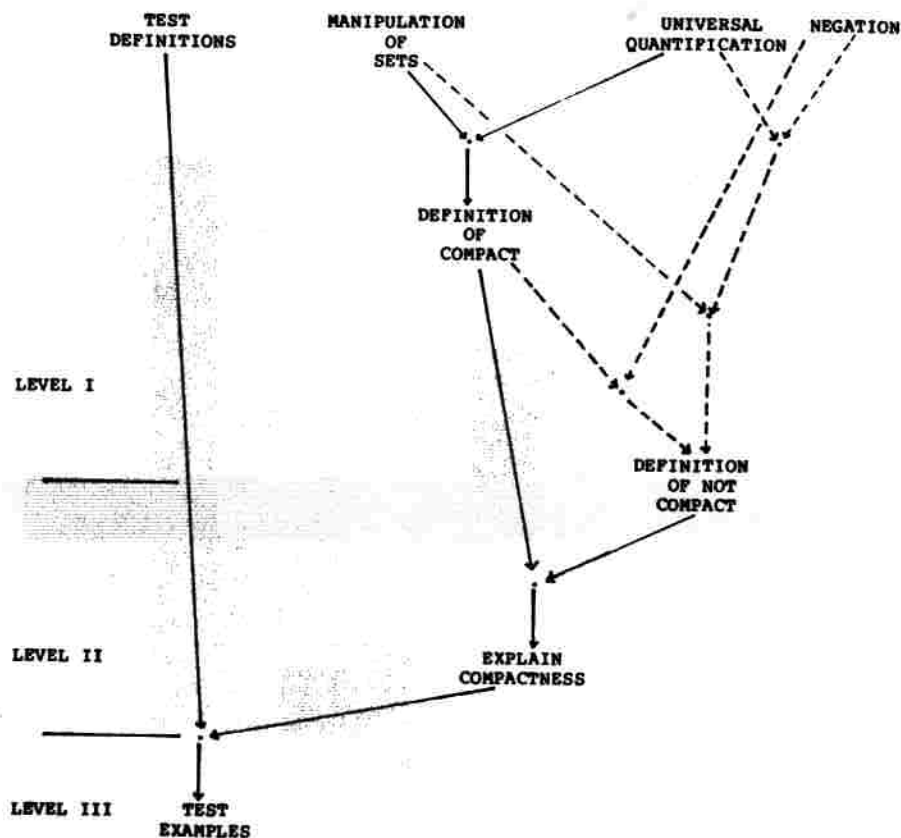 TEST
DEFINITIONS
MANIPULATION
OF
SETS
UNIVERSAL
QUANTIFICATION
NEGATION
DEFINITION
OF
COMPACT
LEVEL I
DEFINITION
OF NOT
COMPACT
LEVEL II
EXPLAIN
COMPACTNESS
LEVEL III
TEST
EXAMPLES